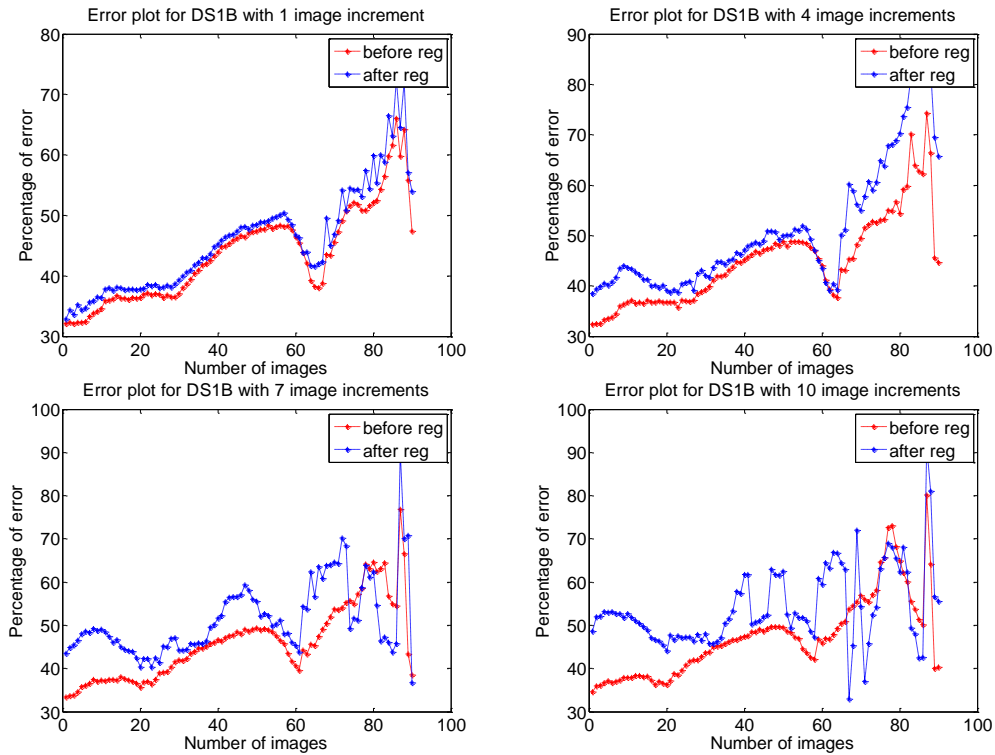 Error plot for DS1B with 1 image increment
80
70
60
50
40
30
0
20
40
60
80
100
Percentage of error
Number of images
before reg
after reg
Error plot for DS1B with 4 image increments
90
80
70
60
50
40
30
0
20
40
60
80
100
Percentage of error
Number of images
before reg
after reg
Error plot for DS1B with 7 image increments
100
90
80
70
60
50
40
30
0
20
40
60
80
100
Percentage of error
Number of images
before reg
after reg
Error plot for DS1B with 10 image increments
100
90
80
70
60
50
40
30
0
20
40
60
80
100
Percentage of error
Number of images
before reg
after reg